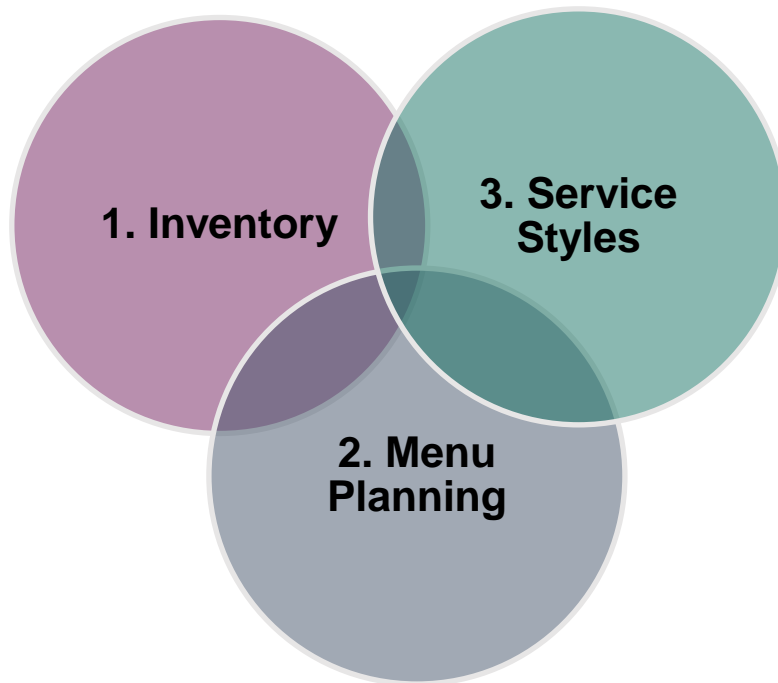 1. Inventory
3. Service
Styles
2. Menu
Planning